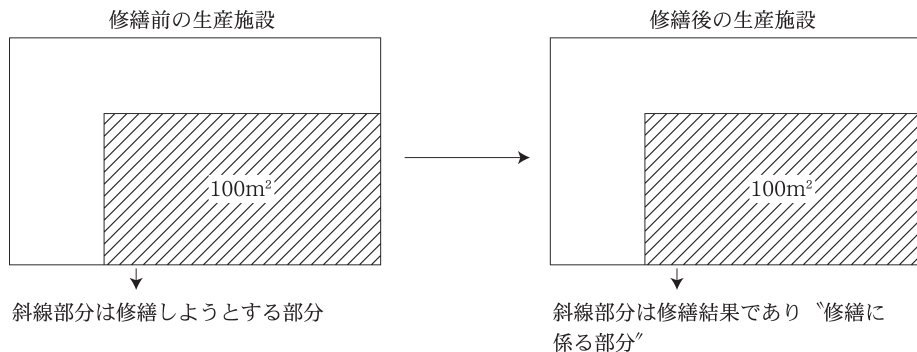 修繕前の生産施設
修繕後の生産施設
100m²
100m²
斜線部分は修繕しようとする部分
斜線部分は修繕結果であり〝修繕に
係る部分〞